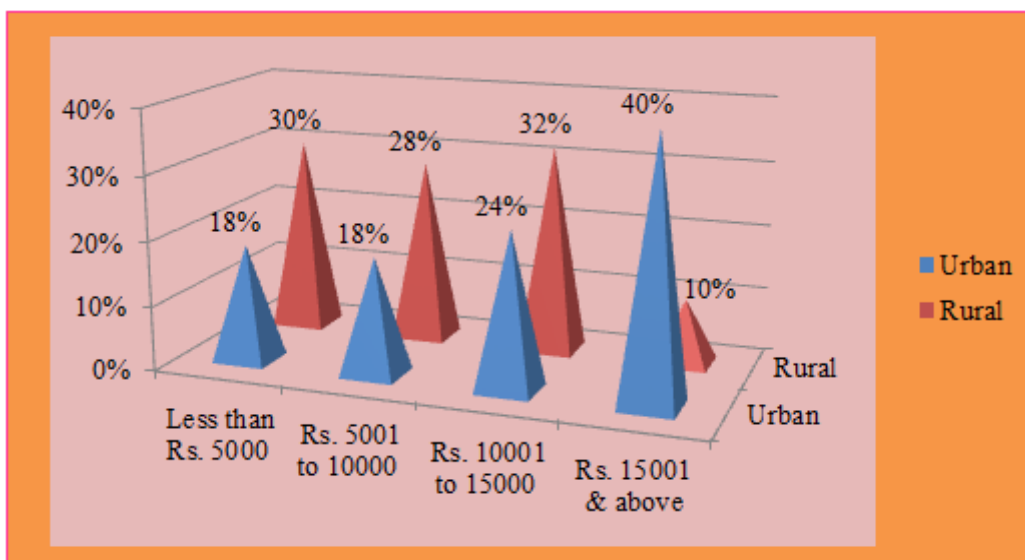 40%
30%
20%
10%
0%
30%
28%
32%
40%
18%
18%
24%
10%
Less than
Rs. 5000
Rs. 5001
to 10000
Rs. 10001
to 15000
Rs. 15001
& above
Rural
Urban
Urban
Rural